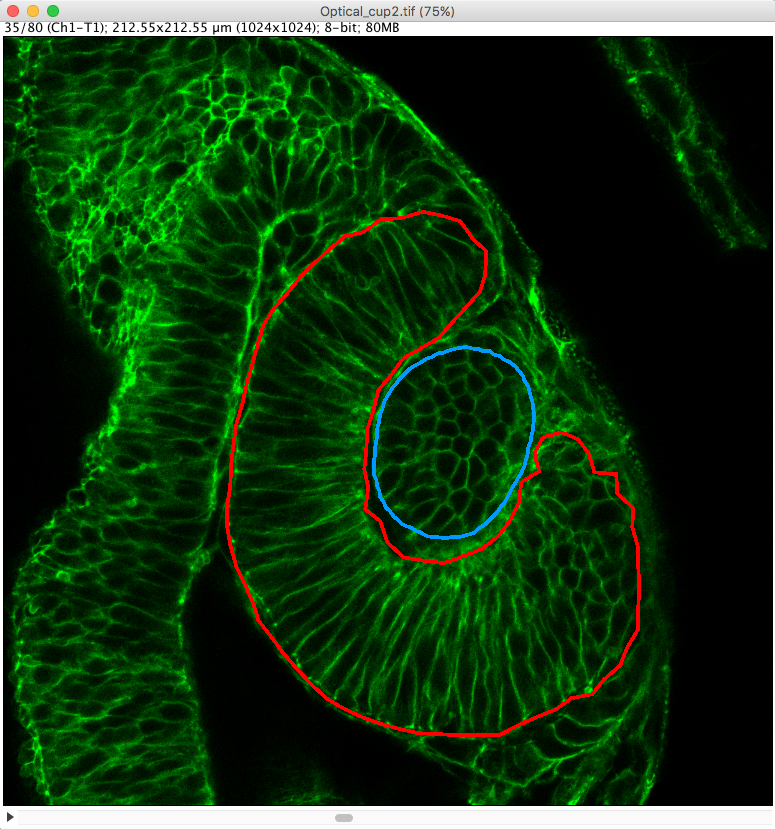 Optical_cup2.tif (75%)
35/80 (Ch1-T1); 212.55x212.55 µm (1024x1024); 8-bit; 80MB